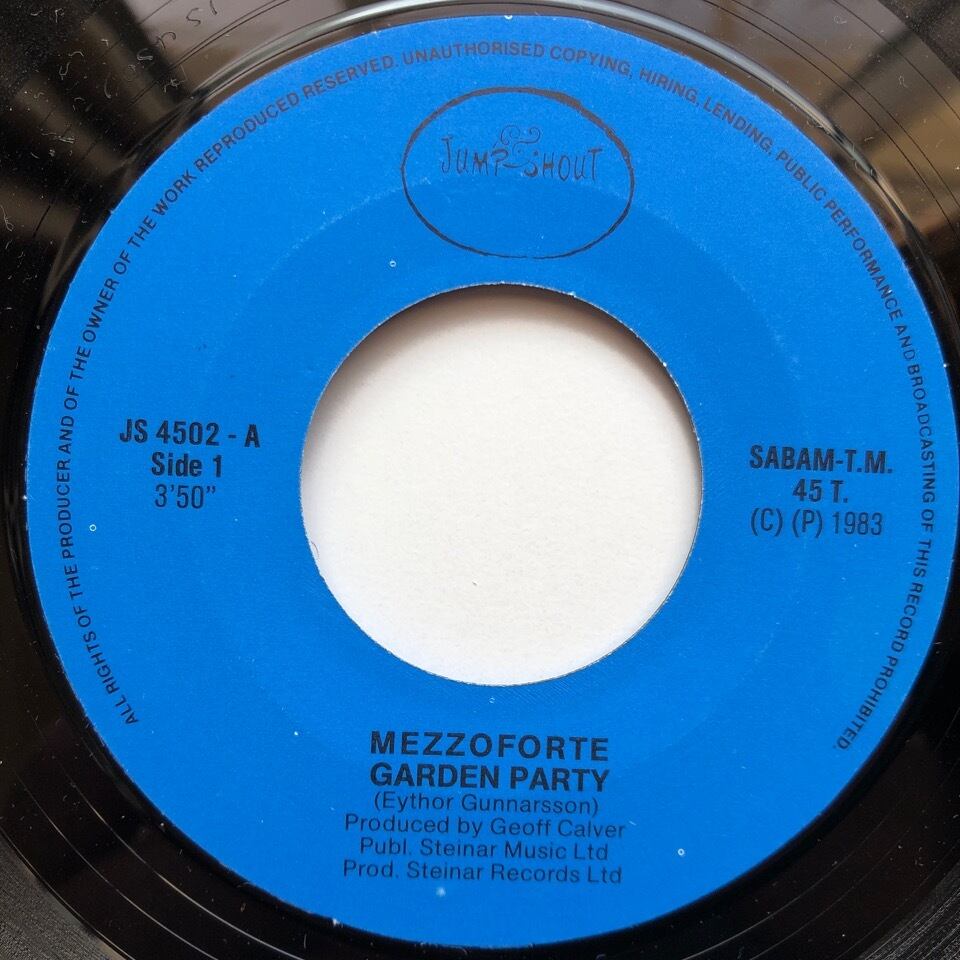 ALL RIGHTS OF THE PRODUCER AND OF THE OWNER OF THE WORK REPRODUCED RESERVED. UNAUTHORISED COPYING, HIRING, LENDING, PUBLIC PERFORMANCE AND BROADCASTING OF THIS RECORD PROHIBITED.
JUMP & SHOUT
JS 4502 - A
Side 1
3'50"
SABAM-T.M.
45 T.
(C) (P) 1983
MEZZOFORTE
GARDEN PARTY
(Eythor Gunnarsson)
Produced by Geoff Calver
Publ. Steinar Music Ltd
Prod. Steinar Records Ltd